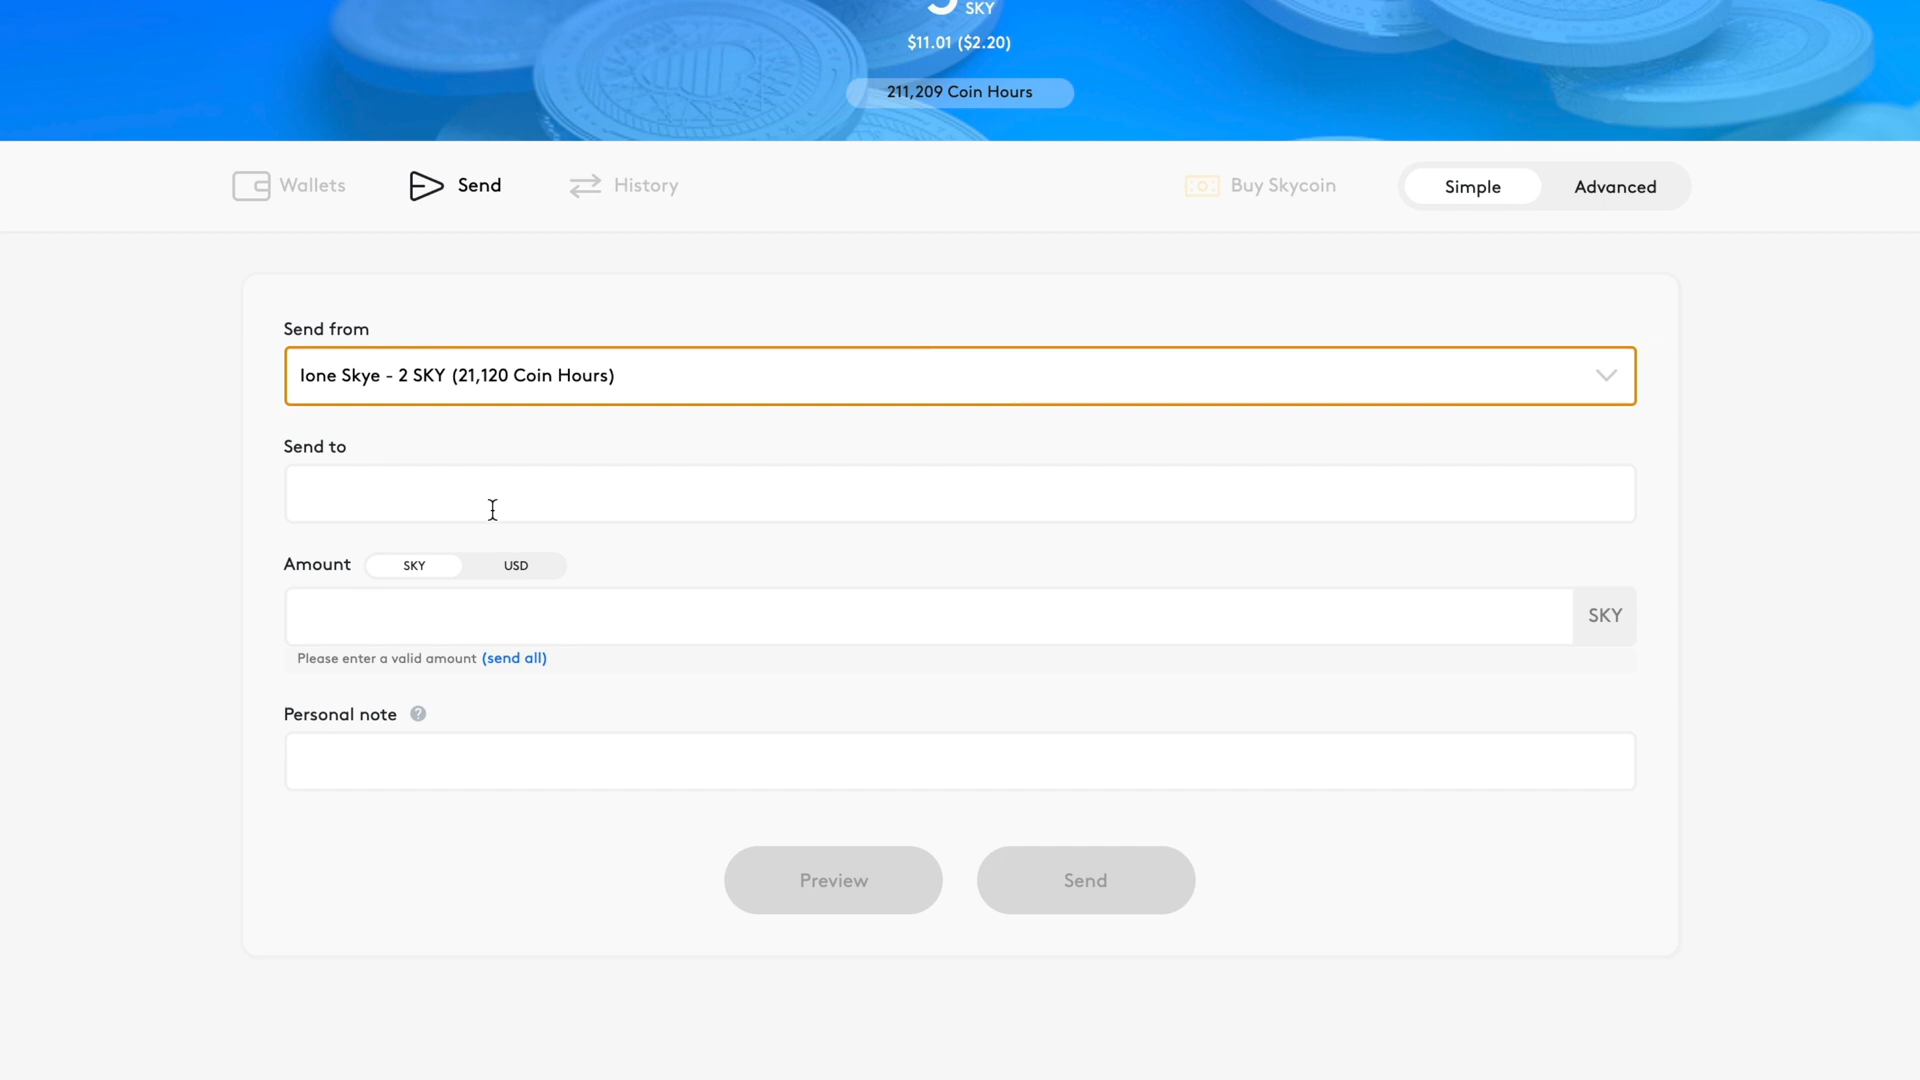 SKY
$11.01 ($2.20)
211,209 Coin Hours
Wallets
Send
History
Buy Skycoin
Simple
Advanced
Send from
Ione Skye - 2 SKY (21,120 Coin Hours)
Send to
Amount
SKY
USD
SKY
Please enter a valid amount (send all)
Personal note ?
Preview
Send